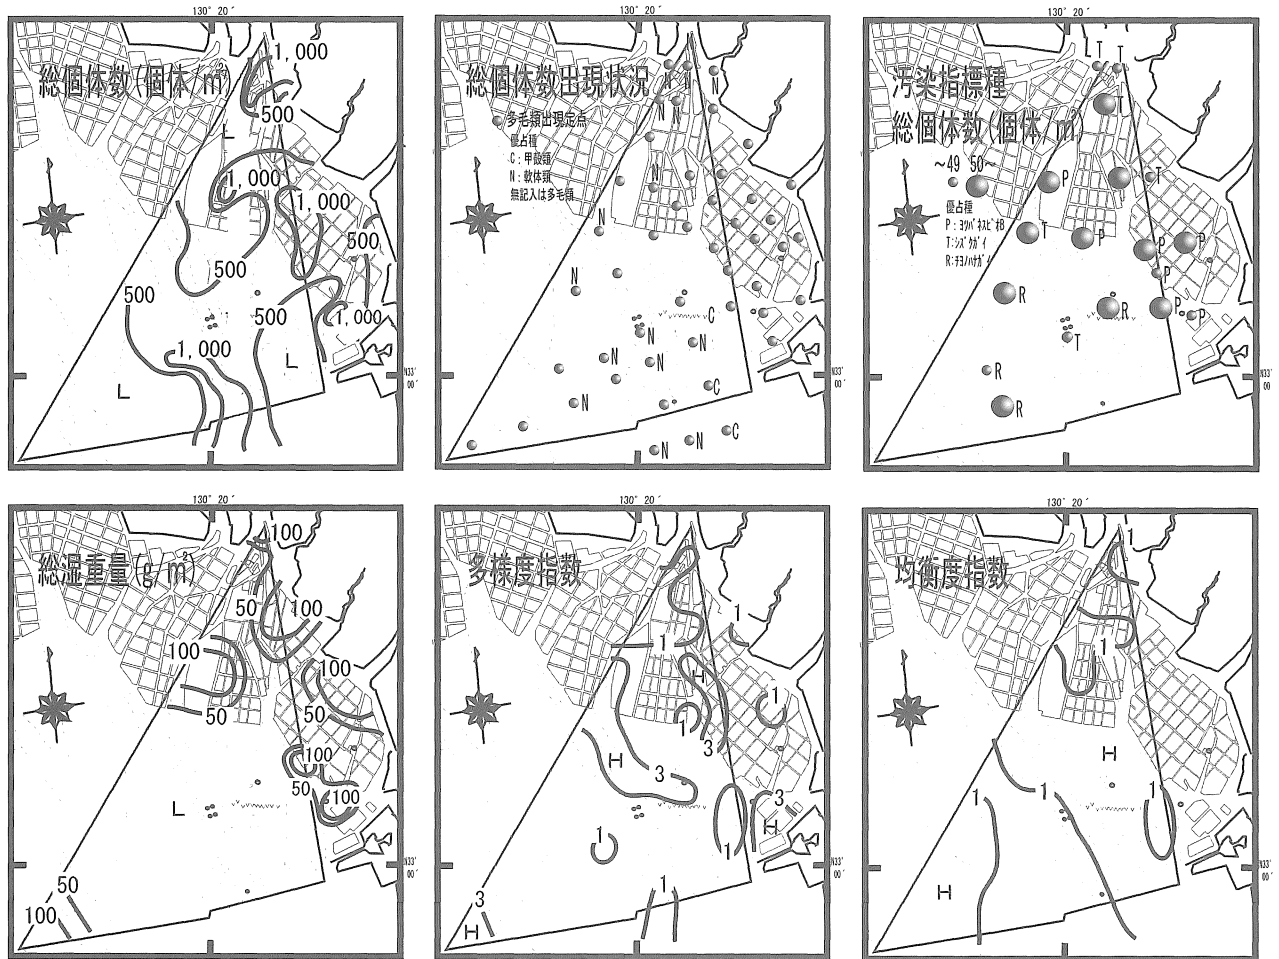 130° 20′
総個体数(個体/㎡)
1,000
500
L
1,000
1,000
500
500
500
500
1,000
1,000
L
L
N33°
00′
130° 20′
総個体数出現状況
多毛類出現定点
優占種
C：甲殻類
N：軟体類
無記入は多毛類
N
N
N
N
N
N
N
N
C
N
N
N
N
C
N
C
N
N
130° 20′
汚染指標種
総個体数(個体/㎡)
～49 50～
優占種
P：ヨツバネスピオB
T：シズクガイ
R：チヨノハナガイ
L
T
T
T
P
T
T
P
P
P
P
R
R
P
P
T
R
R
N33°
00′
130° 20′
総湿重量(g/㎡)
100
50
100
100
50
100
50
100
50
100
L
50
100
N33°
00′
130° 20′
多様度指数
1
1
H
1
1
3
H
3
3
1
H
1
1
3
H
130° 20′
均衡度指数
1
1
H
1
1
1
H
N33°
00′